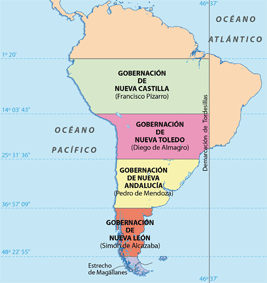 46°37'
OCÉANO
ATLÁNTICO
1° 20'
GOBERNACIÓN
DE
NUEVA CASTILLA
(Francisco Pizarro)
14° 03' 43"
OCÉANO
PACÍFICO
GOBERNACIÓN
DE
NUEVA TOLEDO
(Diego de Almagro)
Demarcación de Tordesillas
25° 31' 36"
GOBERNACIÓN
DE NUEVA
ANDALUCÍA
(Pedro de Mendoza)
36° 57' 09"
GOBERNACIÓN
DE
NUEVA LEÓN
(Simón de Alcazaba)
48° 22' 55"
Estrecho
de Magallanes
46°37